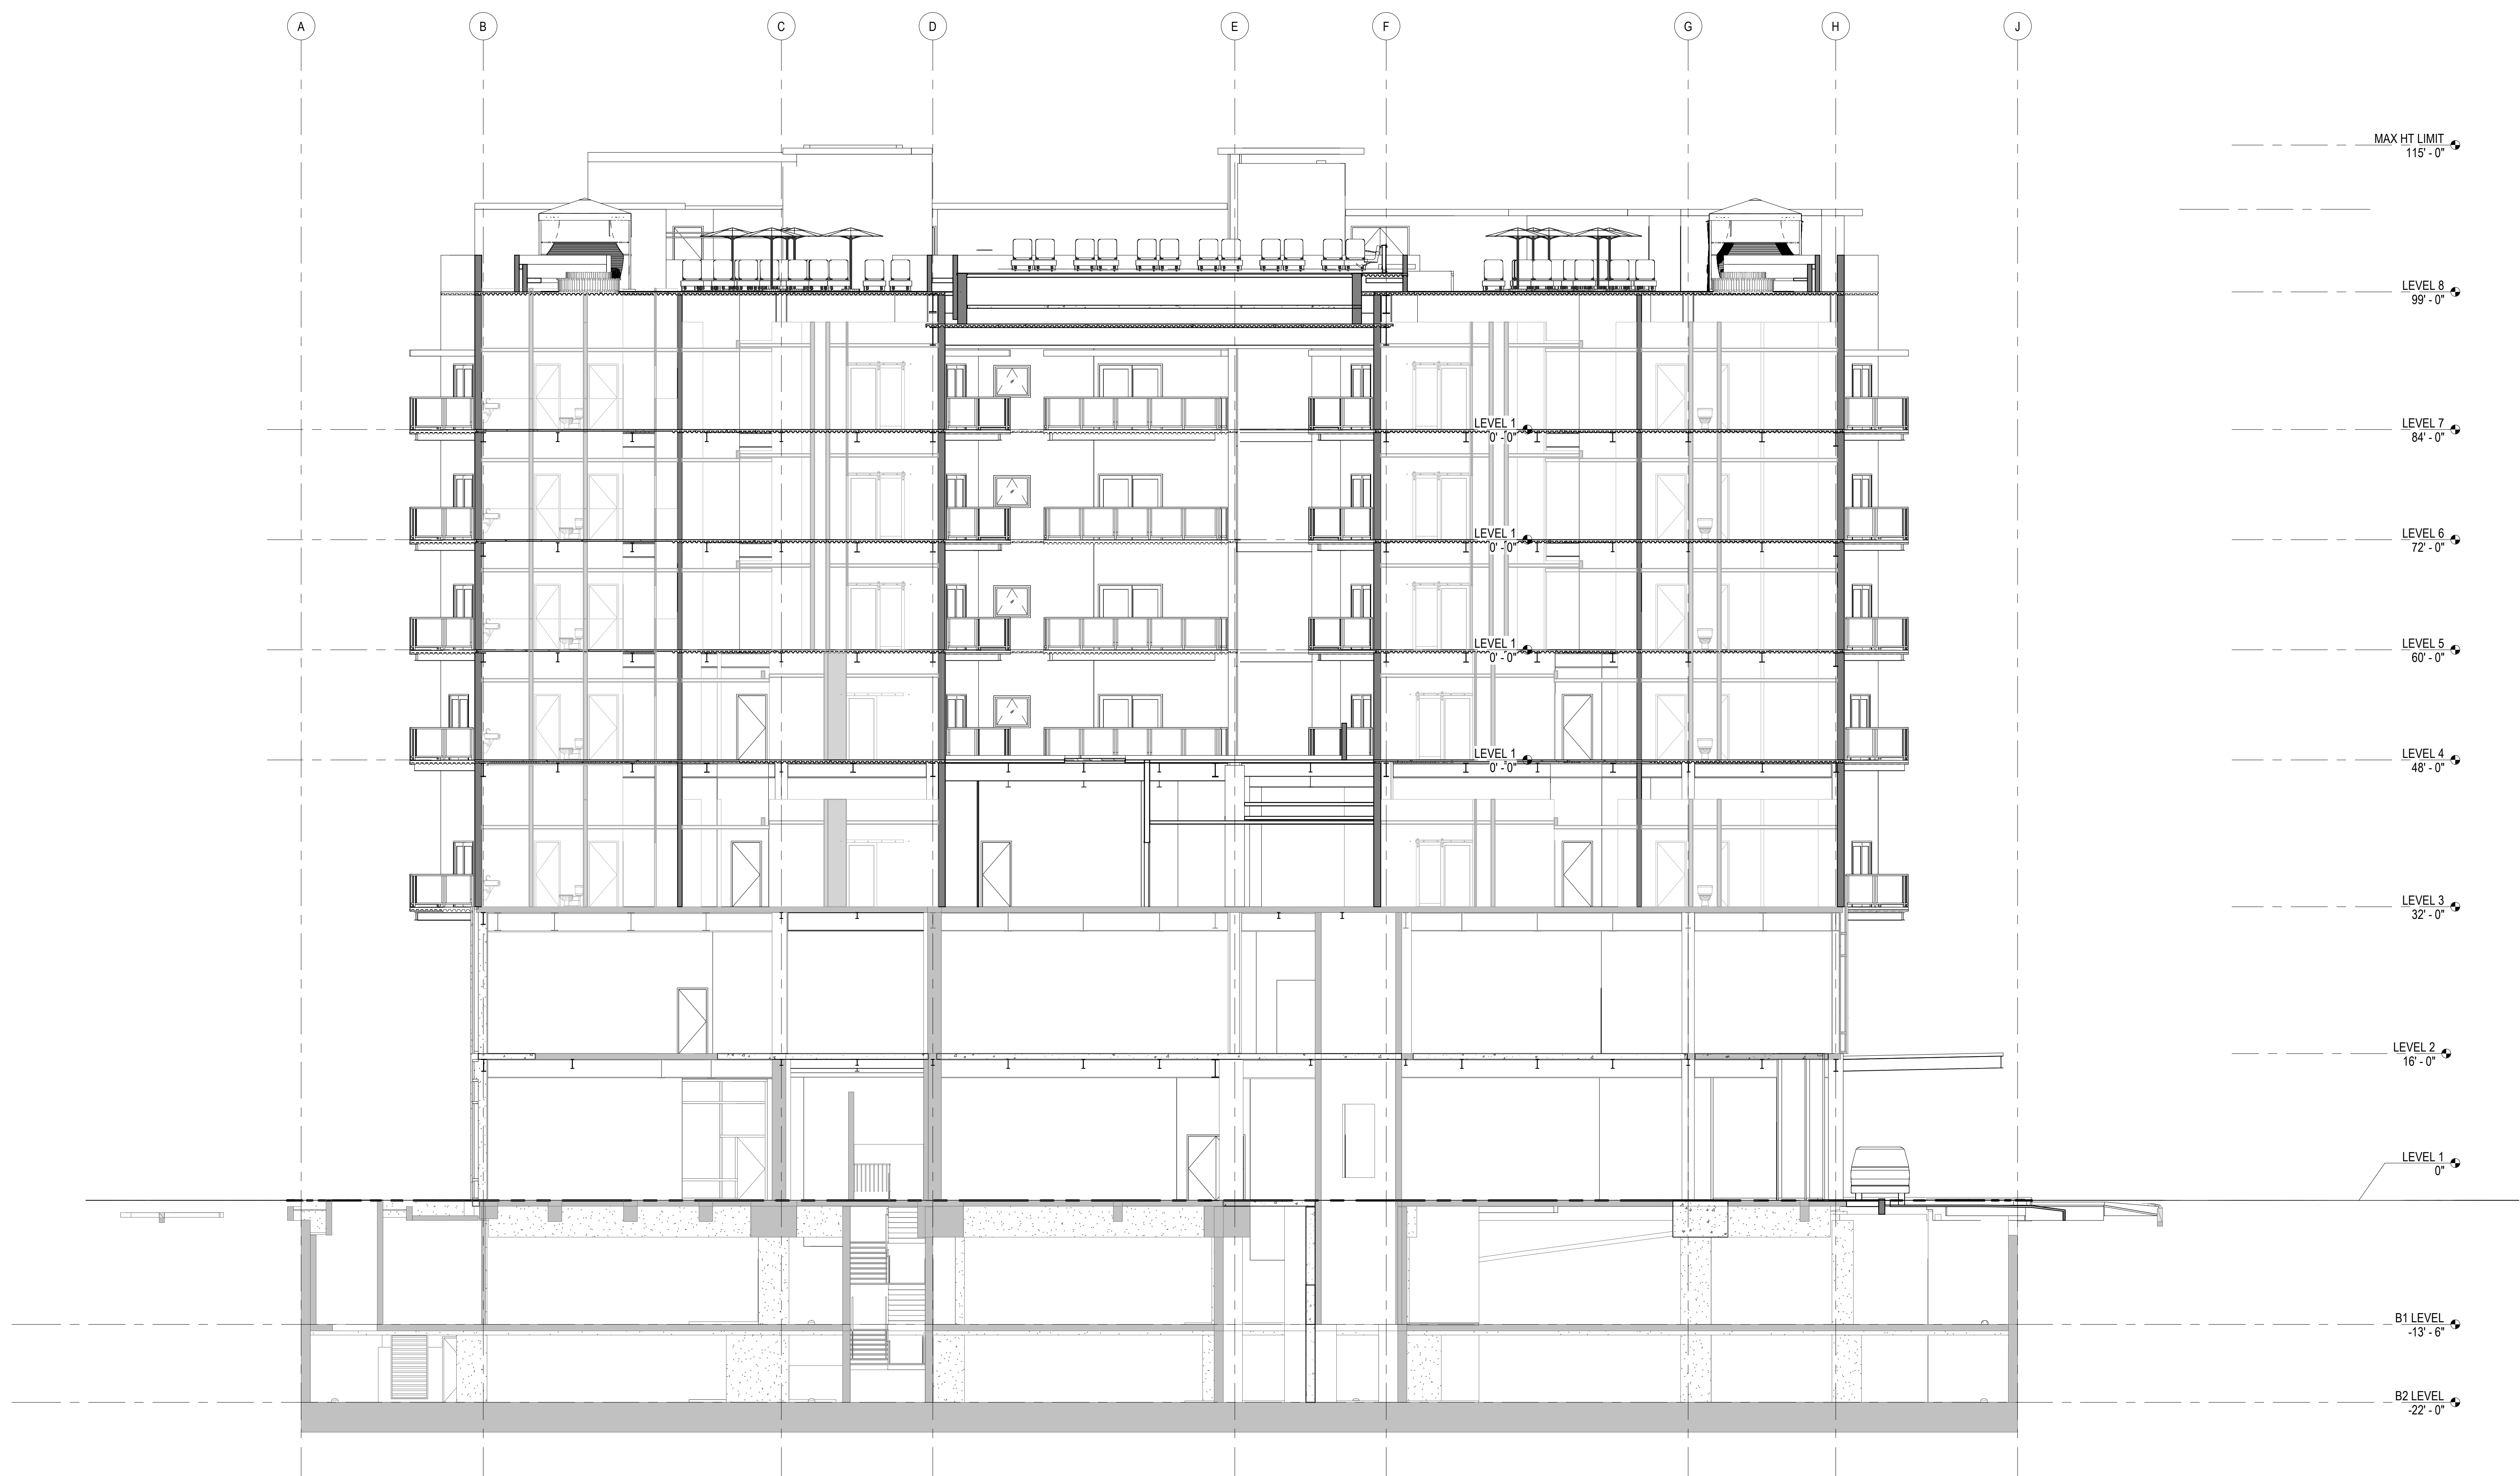 A
B
C
D
E
F
G
H
J
MAX HT LIMIT
115' - 0"
LEVEL 8
99' - 0"
LEVEL 1
0' - 0"
LEVEL 7
84' - 0"
LEVEL 1
0' - 0"
LEVEL 6
72' - 0"
LEVEL 1
0' - 0"
LEVEL 5
60' - 0"
LEVEL 1
0' - 0"
LEVEL 4
48' - 0"
LEVEL 3
32' - 0"
LEVEL 2
16' - 0"
LEVEL 1
0"
B1 LEVEL
-13' - 6"
B2 LEVEL
-22' - 0"